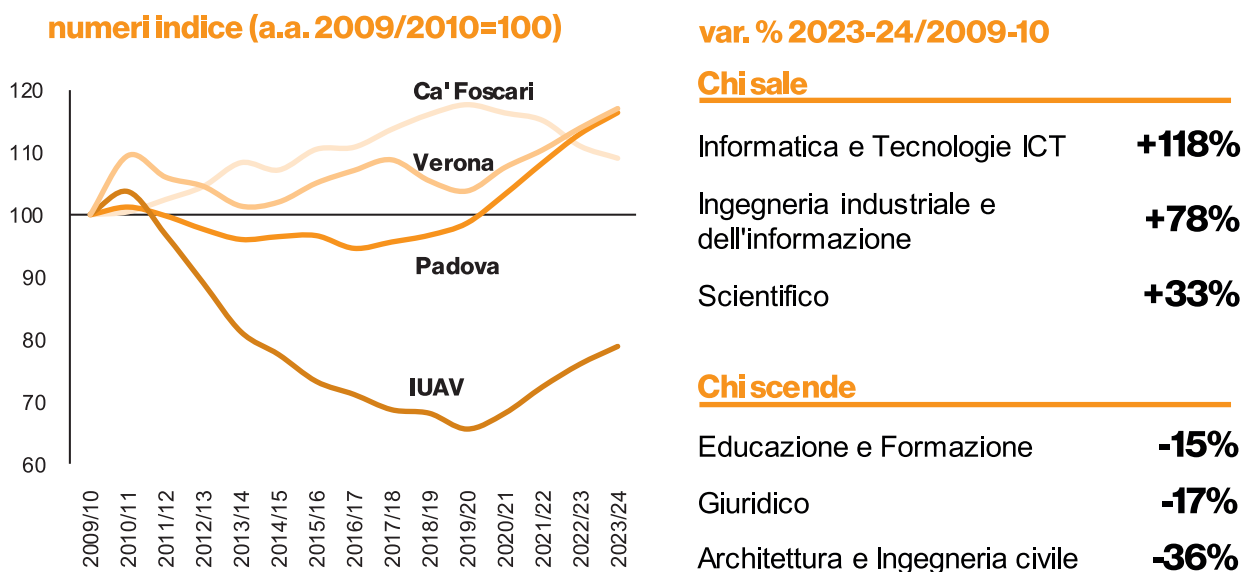 numeri indice (a.a. 2009/2010=100)
120
110
100
90
80
70
60
Ca' Foscari
Verona
Padova
IUAV
2009/10
2010/11
2011/12
2012/13
2013/14
2014/15
2015/16
2016/17
2017/18
2018/19
2019/20
2020/21
2021/22
2022/23
2023/24
var. % 2023-24/2009-10
Chi sale
Informatica e Tecnologie ICT +118%
Ingegneria industriale e
dell'informazione +78%
Scientifico +33%
Chi scende
Educazione e Formazione -15%
Giuridico -17%
Architettura e Ingegneria civile -36%